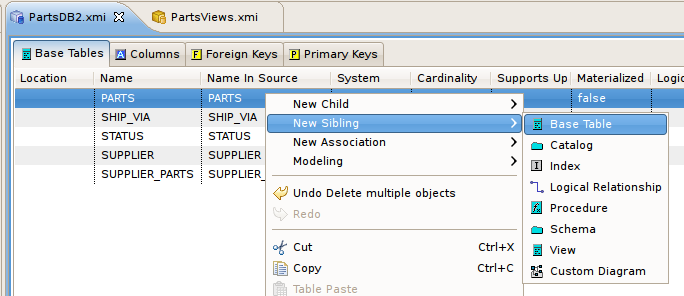 PartsDB2.xmi PartsViews.xmi
Base Tables Columns Foreign Keys Primary Keys
Location Name Name In Source System Cardinality Supports Up Materialized Logic
PARTS PARTS false
SHIP_VIA SHIP_VIA
STATUS STATUS
SUPPLIER SUPPLIER
SUPPLIER_PARTS SUPPLIER_
New Child
New Sibling
New Association
Modeling
Undo Delete multiple objects
Redo
Cut Ctrl+X
Copy Ctrl+C
Table Paste
Base Table
Catalog
Index
Logical Relationship
Procedure
Schema
View
Custom Diagram